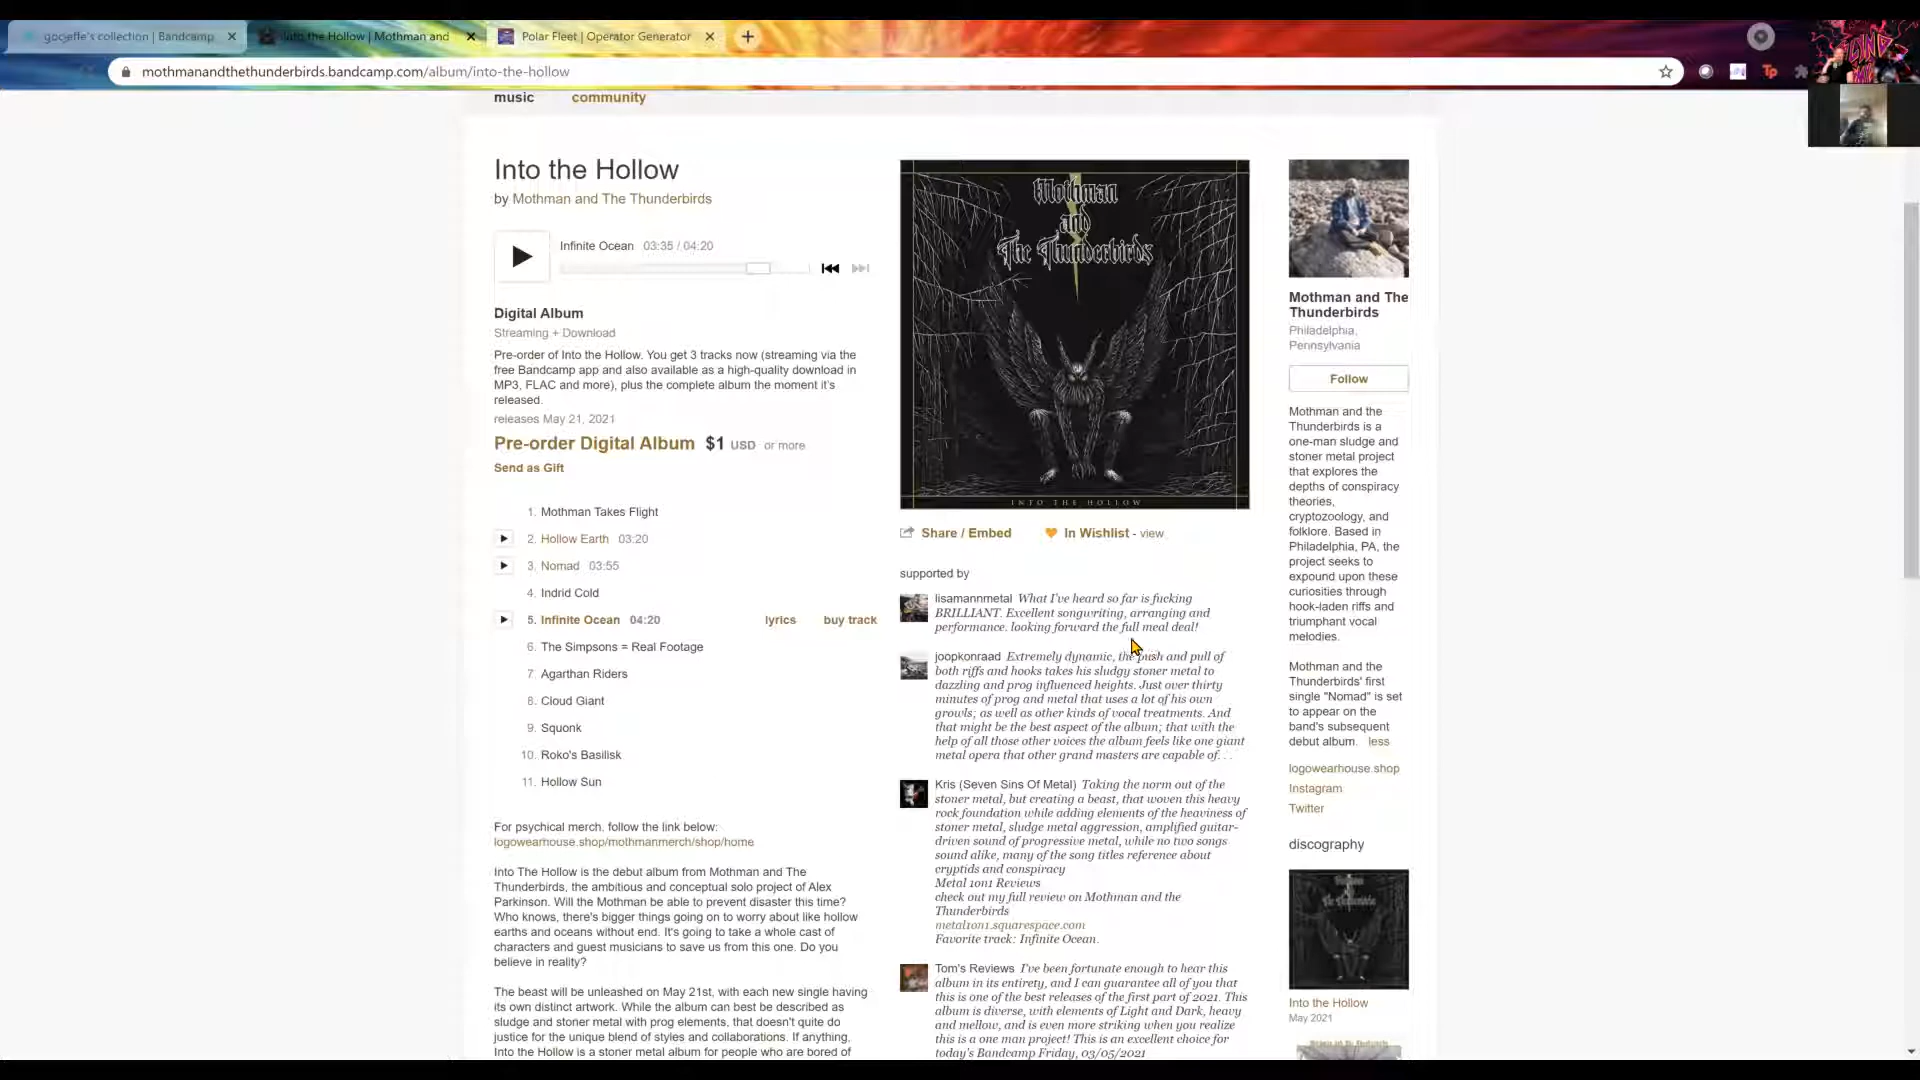 gocjeffe's collection | Bandcamp
Into the Hollow | Mothman and
Polar Fleet | Operator Generator
mothmanandthethunderbirds.bandcamp.com/album/into-the-hollow
Tp
music
community
Into the Hollow
by Mothman and The Thunderbirds
Infinite Ocean 03:35 / 04:20
Digital Album
Streaming + Download
Pre-order of Into the Hollow. You get 3 tracks now (streaming via the
free Bandcamp app and also available as a high-quality download in
MP3, FLAC and more), plus the complete album the moment it's
released.
releases May 21, 2021
Pre-order Digital Album $1 USD or more
Send as Gift
1. Mothman Takes Flight
2. Hollow Earth 03:20
3. Nomad 03:55
4. Indrid Cold
5. Infinite Ocean 04:20 lyrics buy track
6. The Simpsons = Real Footage
7. Agarthan Riders
8. Cloud Giant
9. Squonk
10. Roko's Basilisk
11. Hollow Sun
For psychical merch, follow the link below:
logowearhouse.shop/mothmanmerch/shop/home
Into The Hollow is the debut album from Mothman and The
Thunderbirds, the ambitious and conceptual solo project of Alex
Parkinson. Will the Mothman be able to prevent disaster this time?
Who knows, there's bigger things going on to worry about like hollow
earths and oceans without end. It's going to take a whole cast of
characters and guest musicians to save us from this one. Do you
believe in reality?
The beast will be unleashed on May 21st, with each new single having
its own distinct artwork. While the album can best be described as
sludge and stoner metal with prog elements, that doesn't quite do
justice for the unique blend of styles and collaborations. If anything,
Into the Hollow is a stoner metal album for people who are bored of
Mothman
and
The Thunderbirds
INTO THE HOLLOW
Share / Embed
In Wishlist - view
supported by
lisamannmetal What I've heard so far is fucking
BRILLIANT. Excellent songwriting, arranging and
performance. looking forward the full meal deal!
joopkonraad Extremely dynamic, the push and pull of
both riffs and hooks takes his sludgy stoner metal to
dazzling and prog influenced heights. Just over thirty
minutes of prog and metal that uses a lot of his own
growls; as well as other kinds of vocal treatments. And
that might be the best aspect of the album; that with the
help of all those other voices the album feels like one giant
metal opera that other grand masters are capable of. . .
Kris (Seven Sins Of Metal) Taking the norm out of the
stoner metal, but creating a beast, that woven this heavy
rock foundation while adding elements of the heaviness of
stoner metal, sludge metal aggression, amplified guitar-
driven sound of progressive metal, while no two songs
sound alike, many of the song titles reference about
cryptids and conspiracy
Metal 1on1 Reviews
check out my full review on Mothman and the
Thunderbirds
metal1on1.squarespace.com
Favorite track: Infinite Ocean.
Tom's Reviews I've been fortunate enough to hear this
album in its entirety, and I can guarantee all of you that
this is one of the best releases of the first part of 2021. This
album is diverse, with elements of Light and Dark, heavy
and mellow, and is even more striking when you realize
this is a one man project! This is an excellent choice for
today's Bandcamp Friday, 03/05/2021
Mothman and The
Thunderbirds
Philadelphia,
Pennsylvania
Follow
Mothman and the
Thunderbirds is a
one-man sludge and
stoner metal project
that explores the
depths of conspiracy
theories,
cryptozoology, and
folklore. Based in
Philadelphia, PA, the
project seeks to
expound upon these
curiosities through
hook-laden riffs and
triumphant vocal
melodies.
Mothman and the
Thunderbirds' first
single "Nomad" is set
to appear on the
band's subsequent
debut album. less
logowearhouse.shop
Instagram
Twitter
discography
Into the Hollow
May 2021